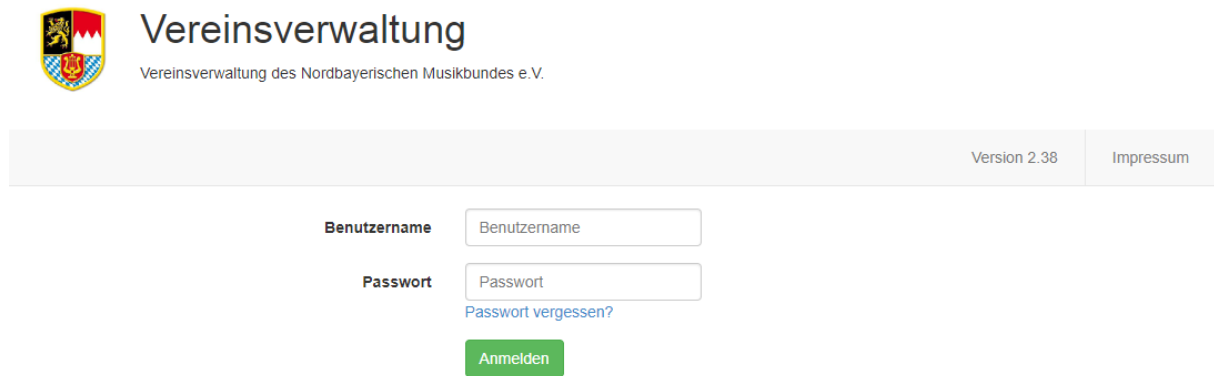 Vereinsverwaltung
Vereinsverwaltung des Nordbayerischen Musikbundes e.V.
Version 2.38 Impressum
Benutzername Benutzername
Passwort Passwort
Passwort vergessen?
Anmelden